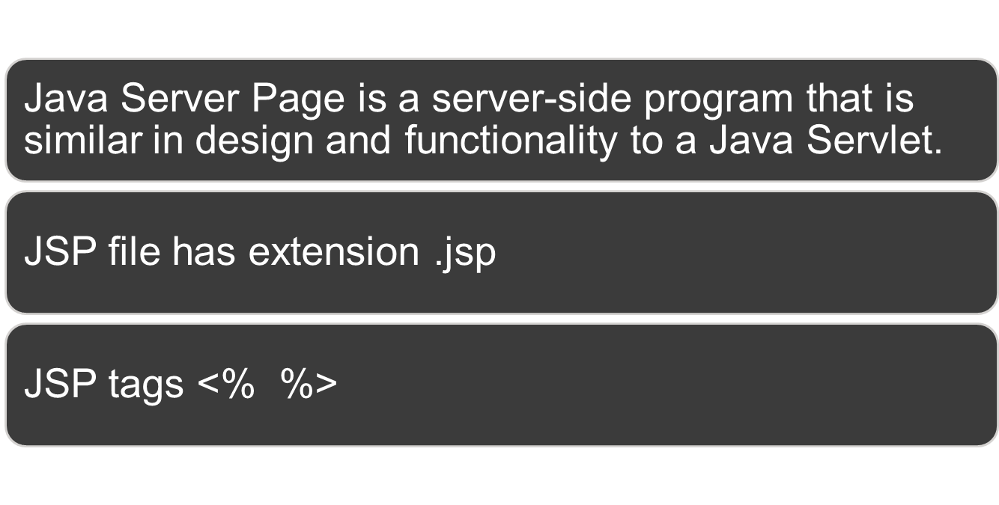 Java Server Page is a server-side program that is
similar in design and functionality to a Java Servlet.
JSP file has extension .jsp
JSP tags <%  %>